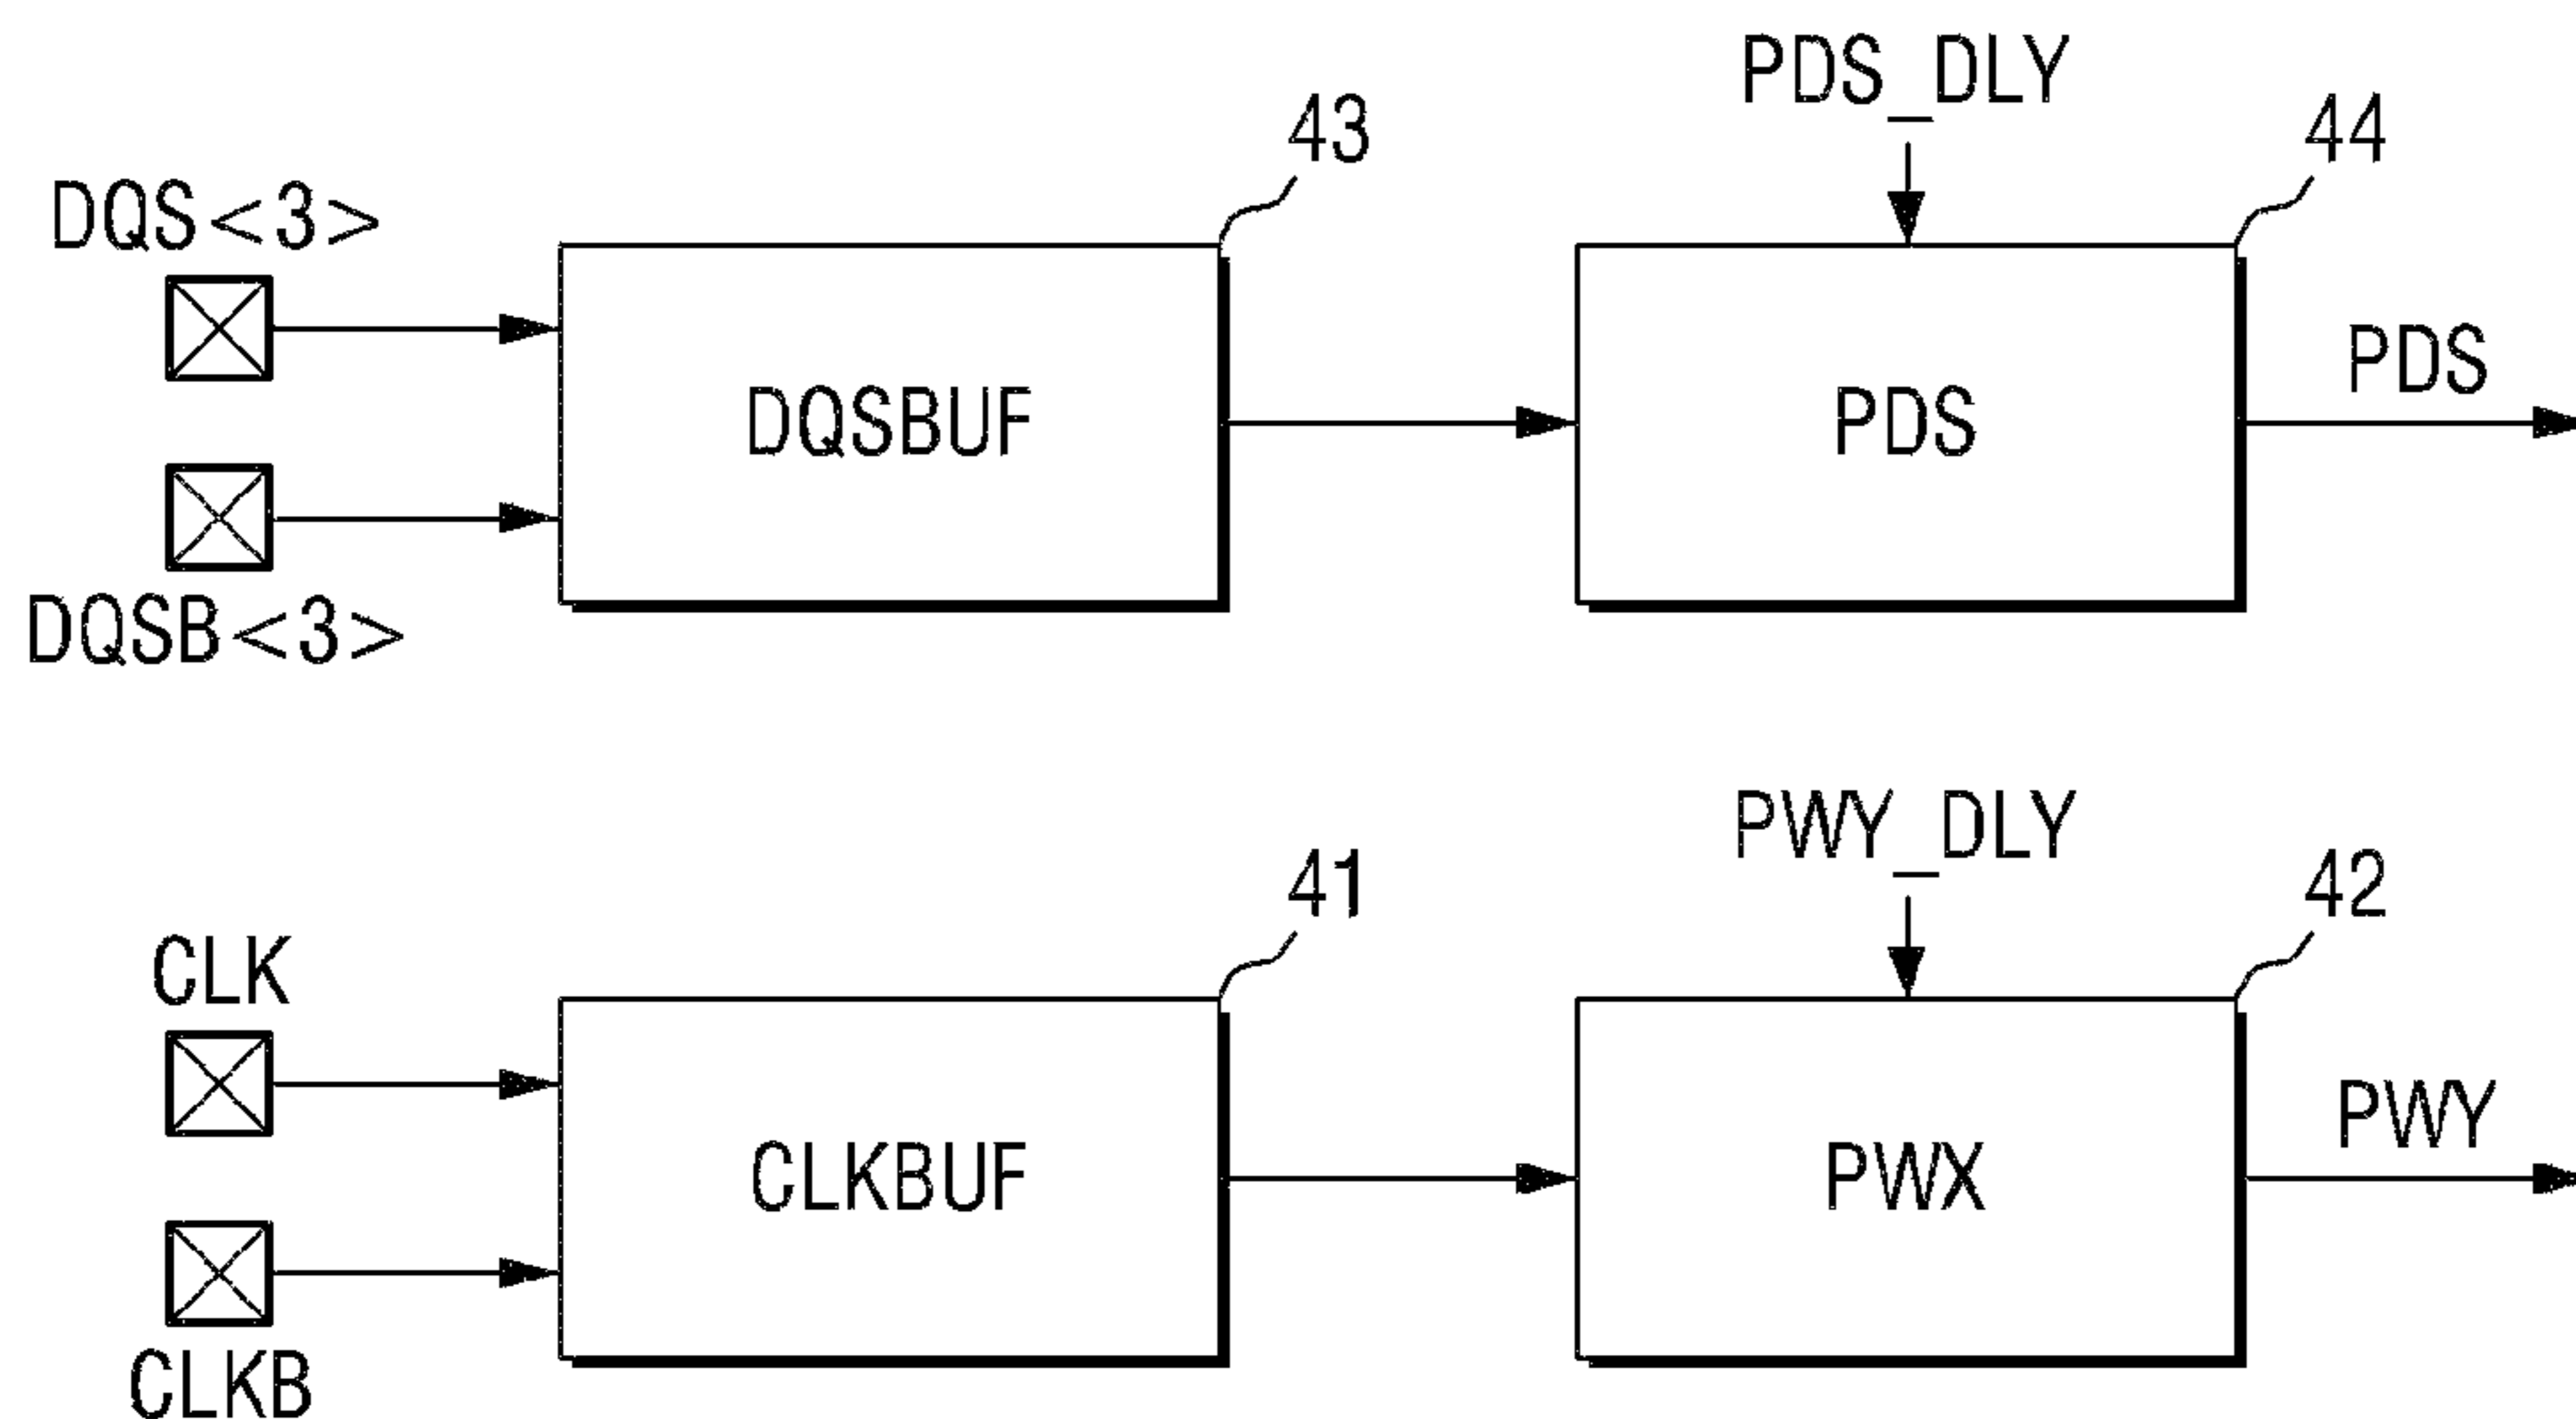 PDS_DLY
43
44
DQS<3>
DQSBUF
PDS
PDS
DQSB<3>
PWY_DLY
41
42
CLK
CLKBUF
PWX
PWY
CLKB